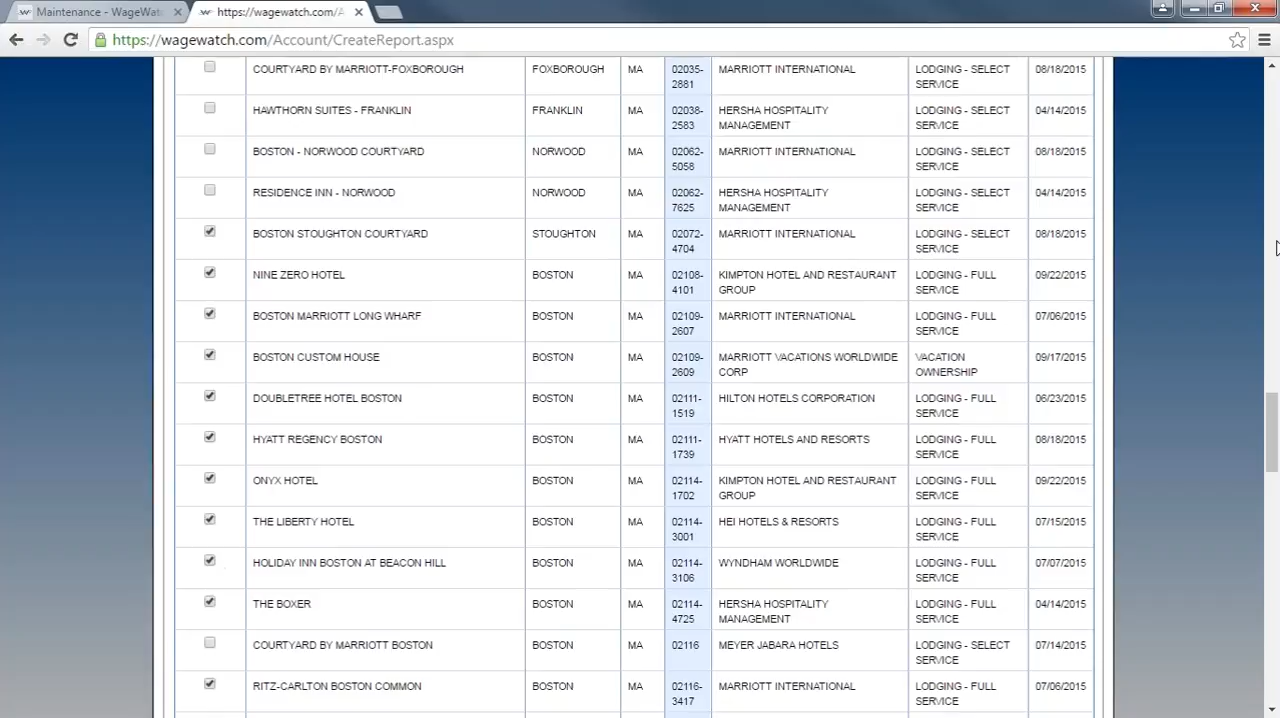 Maintenance - WageWat
https://wagewatch.com/A
https://wagewatch.com/Account/CreateReport.aspx
COURTYARD BY MARRIOTT-FOXBOROUGH FOXBOROUGH MA 02035- MARRIOTT INTERNATIONAL LODGING - SELECT 08/18/2015
2881 SERVICE
HAWTHORN SUITES - FRANKLIN FRANKLIN MA 02038- HERSHA HOSPITALITY LODGING - SELECT 04/14/2015
2583 MANAGEMENT SERVICE
BOSTON - NORWOOD COURTYARD NORWOOD MA 02062- MARRIOTT INTERNATIONAL LODGING - SELECT 08/18/2015
5058 SERVICE
RESIDENCE INN - NORWOOD NORWOOD MA 02062- HERSHA HOSPITALITY LODGING - SELECT 04/14/2015
7625 MANAGEMENT SERVICE
BOSTON STOUGHTON COURTYARD STOUGHTON MA 02072- MARRIOTT INTERNATIONAL LODGING - SELECT 08/18/2015
4704 SERVICE
NINE ZERO HOTEL BOSTON MA 02108- KIMPTON HOTEL AND RESTAURANT LODGING - FULL 09/22/2015
4101 GROUP SERVICE
BOSTON MARRIOTT LONG WHARF BOSTON MA 02109- MARRIOTT INTERNATIONAL LODGING - FULL 07/06/2015
2607 SERVICE
BOSTON CUSTOM HOUSE BOSTON MA 02109- MARRIOTT VACATIONS WORLDWIDE VACATION 09/17/2015
2609 CORP OWNERSHIP
DOUBLETREE HOTEL BOSTON BOSTON MA 02111- HILTON HOTELS CORPORATION LODGING - FULL 06/23/2015
1519 SERVICE
HYATT REGENCY BOSTON BOSTON MA 02111- HYATT HOTELS AND RESORTS LODGING - FULL 08/18/2015
1739 SERVICE
ONYX HOTEL BOSTON MA 02114- KIMPTON HOTEL AND RESTAURANT LODGING - FULL 09/22/2015
1702 GROUP SERVICE
THE LIBERTY HOTEL BOSTON MA 02114- HEI HOTELS & RESORTS LODGING - FULL 07/15/2015
3001 SERVICE
HOLIDAY INN BOSTON AT BEACON HILL BOSTON MA 02114- WYNDHAM WORLDWIDE LODGING - FULL 07/07/2015
3106 SERVICE
THE BOXER BOSTON MA 02114- HERSHA HOSPITALITY LODGING - FULL 04/14/2015
4725 MANAGEMENT SERVICE
COURTYARD BY MARRIOTT BOSTON BOSTON MA 02116 MEYER JABARA HOTELS LODGING - SELECT 07/14/2015
SERVICE
RITZ-CARLTON BOSTON COMMON BOSTON MA 02116- MARRIOTT INTERNATIONAL LODGING - FULL 07/06/2015
3417 SERVICE